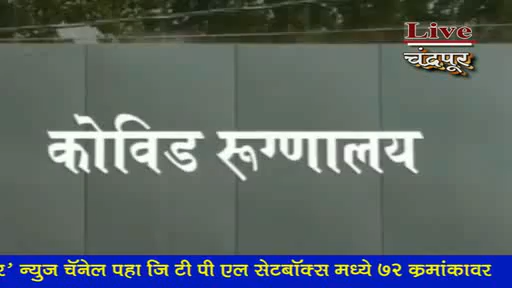 Live
चंद्रपूर
कोविड रूग्णालय
र’ न्युज चॅनेल पहा जि टी पी एल सेटबॉक्स मध्ये ७२ क्रमांकावर